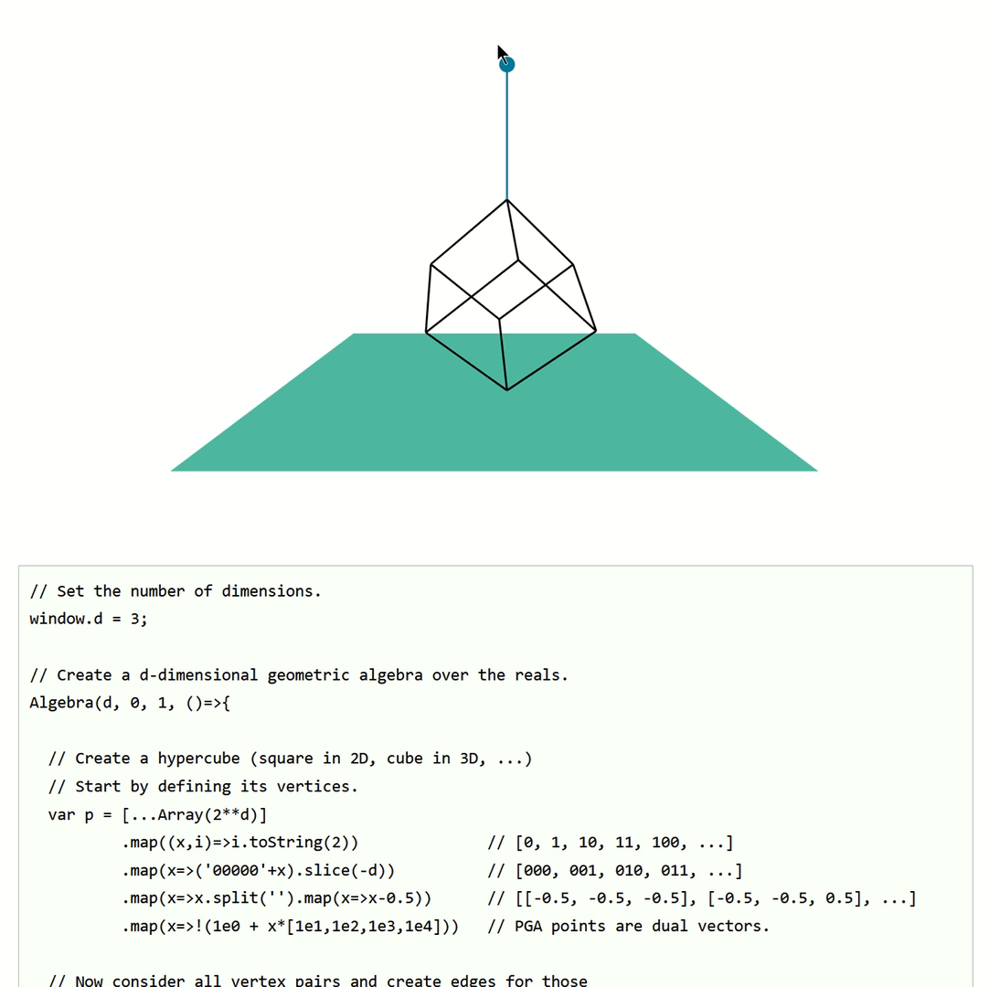 // Set the number of dimensions.
window.d = 3;
// Create a d-dimensional geometric algebra over the reals.
Algebra(d, 0, 1, ()=>{
// Create a hypercube (square in 2D, cube in 3D, ...)
// Start by defining its vertices.
var p = [...Array(2**d)]
.map((x,i)=>i.toString(2)) // [0, 1, 10, 11, 100, ...]
.map(x=>('00000'+x).slice(-d)) // [000, 001, 010, 011, ...]
.map(x=>x.split('').map(x=>x-0.5)) // [[-0.5, -0.5, -0.5], [-0.5, -0.5, 0.5], ...]
.map(x=>!(1e0 + x*[1e1,1e2,1e3,1e4])) // PGA points are dual vectors.
// Now consider all vertex pairs and create edges for those